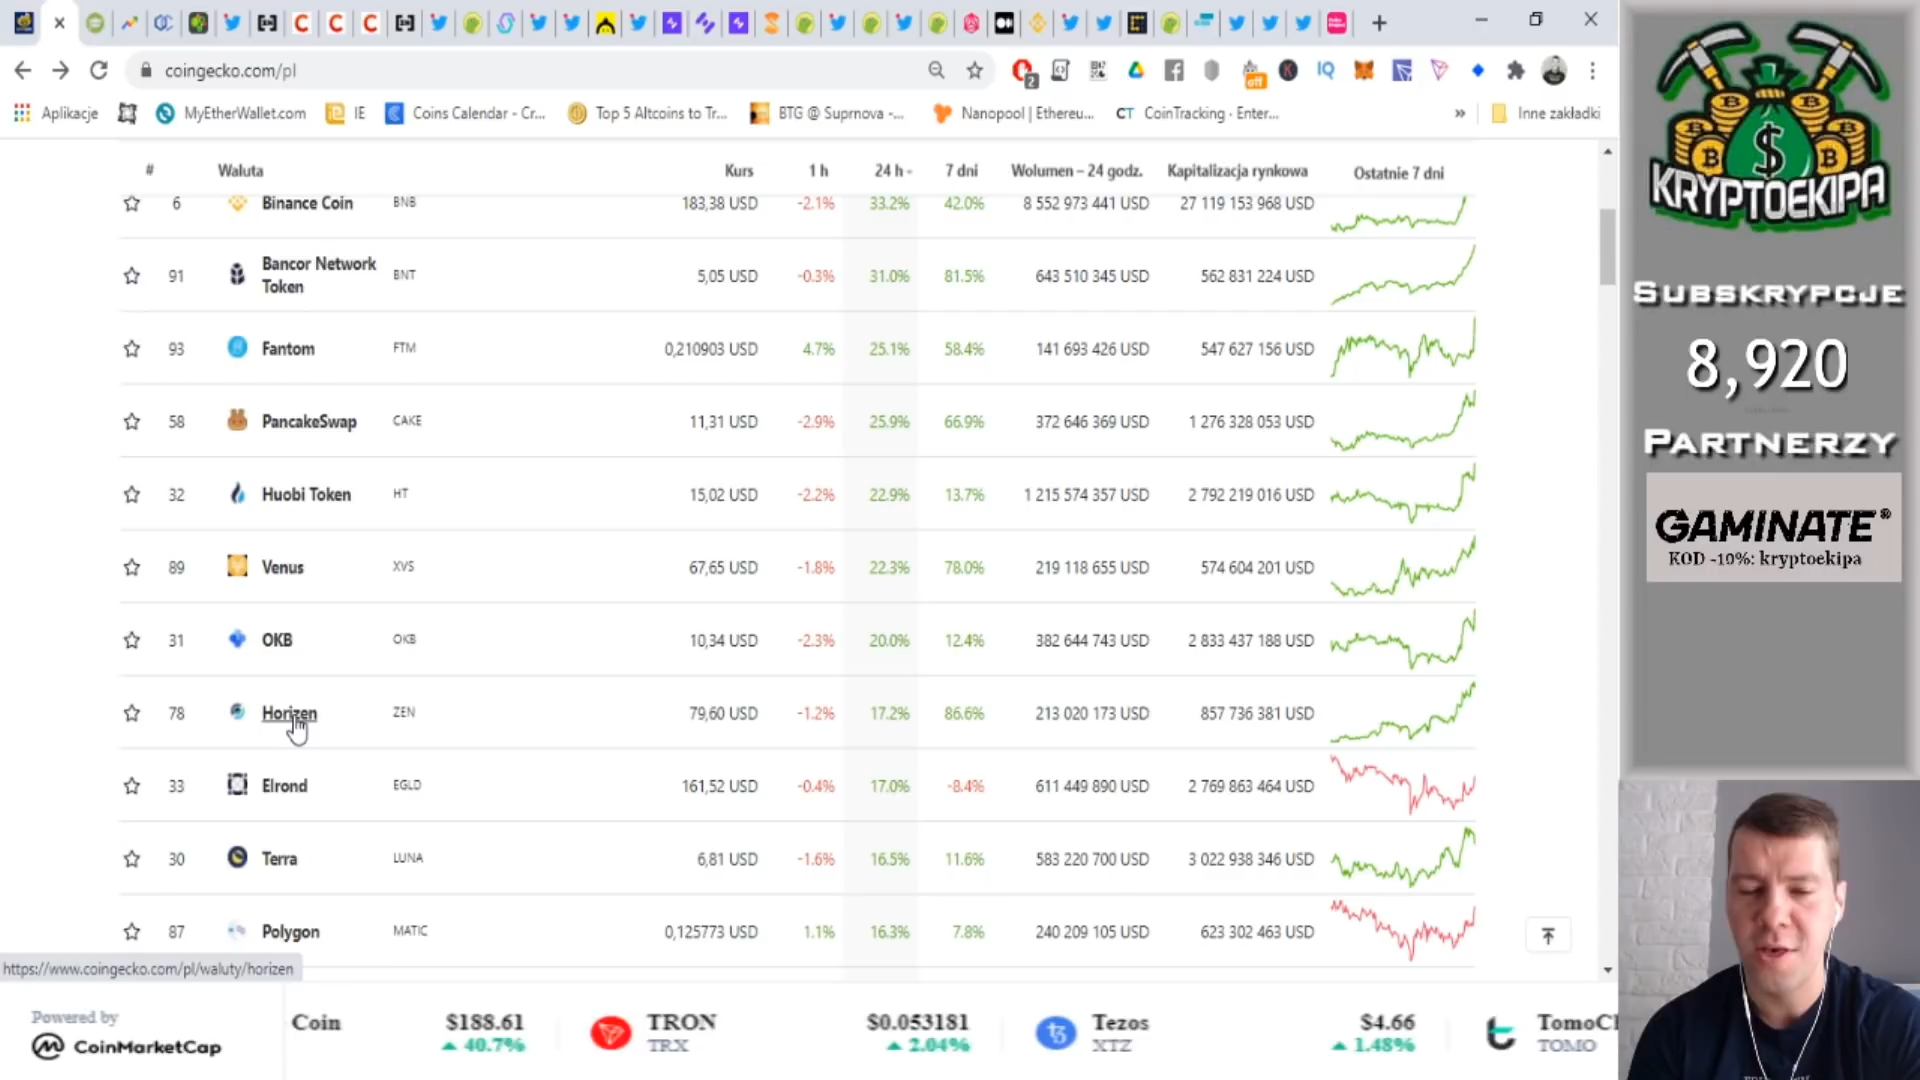 coingecko.com/pl
2
off
IQ
Aplikacje
MyEtherWallet.com
IE
Coins Calendar - Cr...
Top 5 Altcoins to Tr...
BTG @ Suprnova -...
Nanopool | Ethereu...
CT CoinTracking · Enter...
»
Inne zakładki
# Waluta Kurs 1 h 24 h 7 dni Wolumen – 24 godz. Kapitalizacja rynkowa Ostatnie 7 dni
6 Binance Coin BNB 183,38 USD -2.1% 33.2% 42.0% 8 552 973 441 USD 27 119 153 968 USD
91 Bancor Network Token BNT 5,05 USD -0.3% 31.0% 81.5% 643 510 345 USD 562 831 224 USD
93 Fantom FTM 0,210903 USD 4.7% 25.1% 58.4% 141 693 426 USD 547 627 156 USD
58 PancakeSwap CAKE 11,31 USD -2.9% 25.9% 66.9% 372 646 369 USD 1 276 328 053 USD
32 Huobi Token HT 15,02 USD -2.2% 22.9% 13.7% 1 215 574 357 USD 2 792 219 016 USD
89 Venus XVS 67,65 USD -1.8% 22.3% 78.0% 219 118 655 USD 574 604 201 USD
31 OKB OKB 10,34 USD -2.3% 20.0% 12.4% 382 644 743 USD 2 833 437 188 USD
78 Horizen ZEN 79,60 USD -1.2% 17.2% 86.6% 213 020 173 USD 857 736 381 USD
33 Elrond EGLD 161,52 USD -0.4% 17.0% -8.4% 611 449 890 USD 2 769 863 464 USD
30 Terra LUNA 6,81 USD -1.6% 16.5% 11.6% 583 220 700 USD 3 022 938 346 USD
87 Polygon MATIC 0,125773 USD 1.1% 16.3% 7.8% 240 209 105 USD 623 302 463 USD
https://www.coingecko.com/pl/waluty/horizen
Powered by
CoinMarketCap
Coin $188.61
40.7%
TRON $0.053181
TRX 2.04%
Tezos $4.66
XTZ 1.48%
TomoCh
TOMO
KRYPTOEKIPA
SUBSKRYPCJE
8,920
PARTNERZY
GAMINATE®
KOD -10%: kryptoekipa